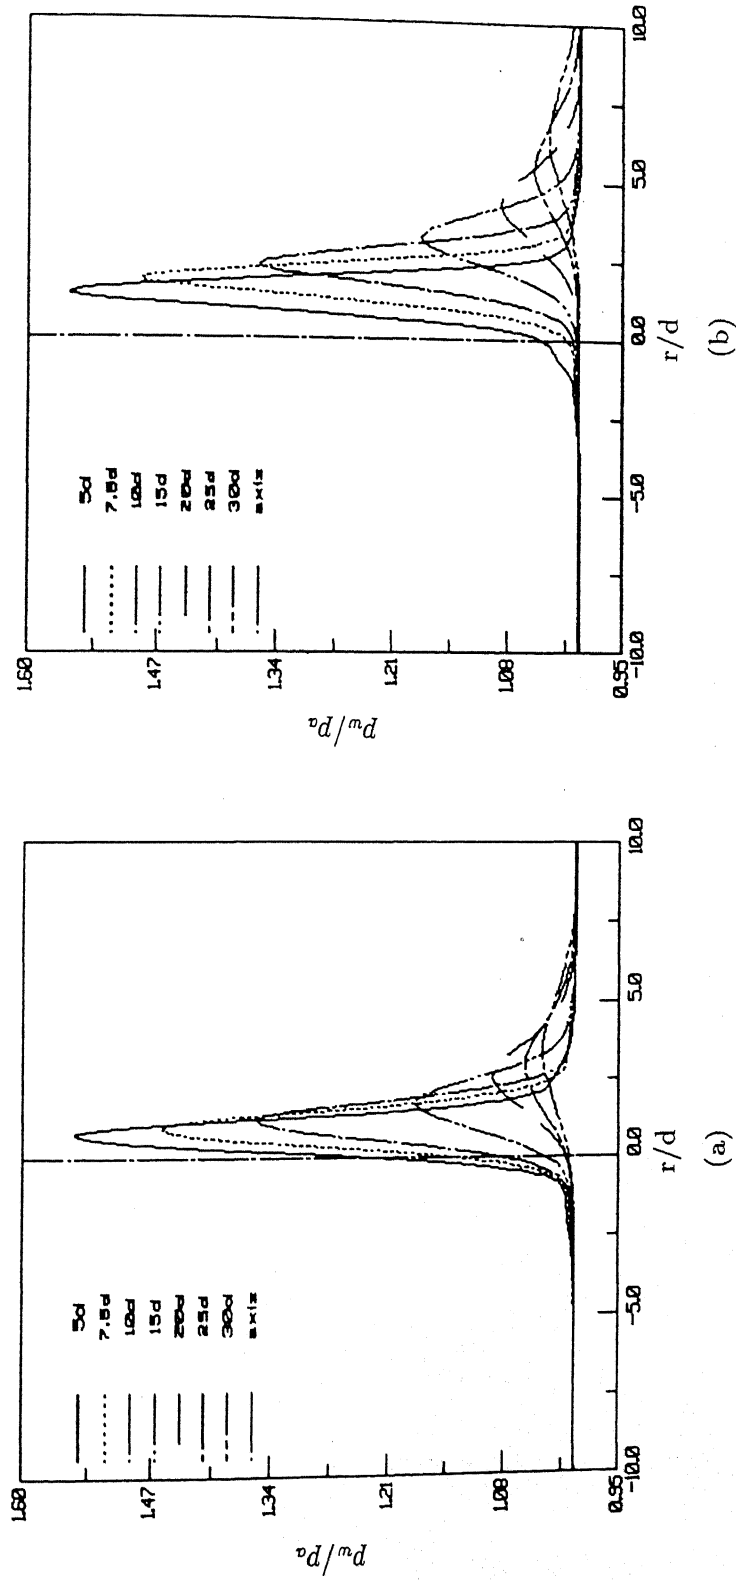 1.60
1.47
1.34
1.21
1.08
0.95
p_w/p_a
5d
7.5d
10d
15d
20d
25d
30d
axis
-10.0
-5.0
0.0
5.0
10.0
r/d
(a)
1.60
1.47
1.34
1.21
1.08
0.95
p_w/p_a
5d
7.5d
10d
15d
20d
25d
30d
axis
-10.0
-5.0
0.0
5.0
10.0
r/d
(b)